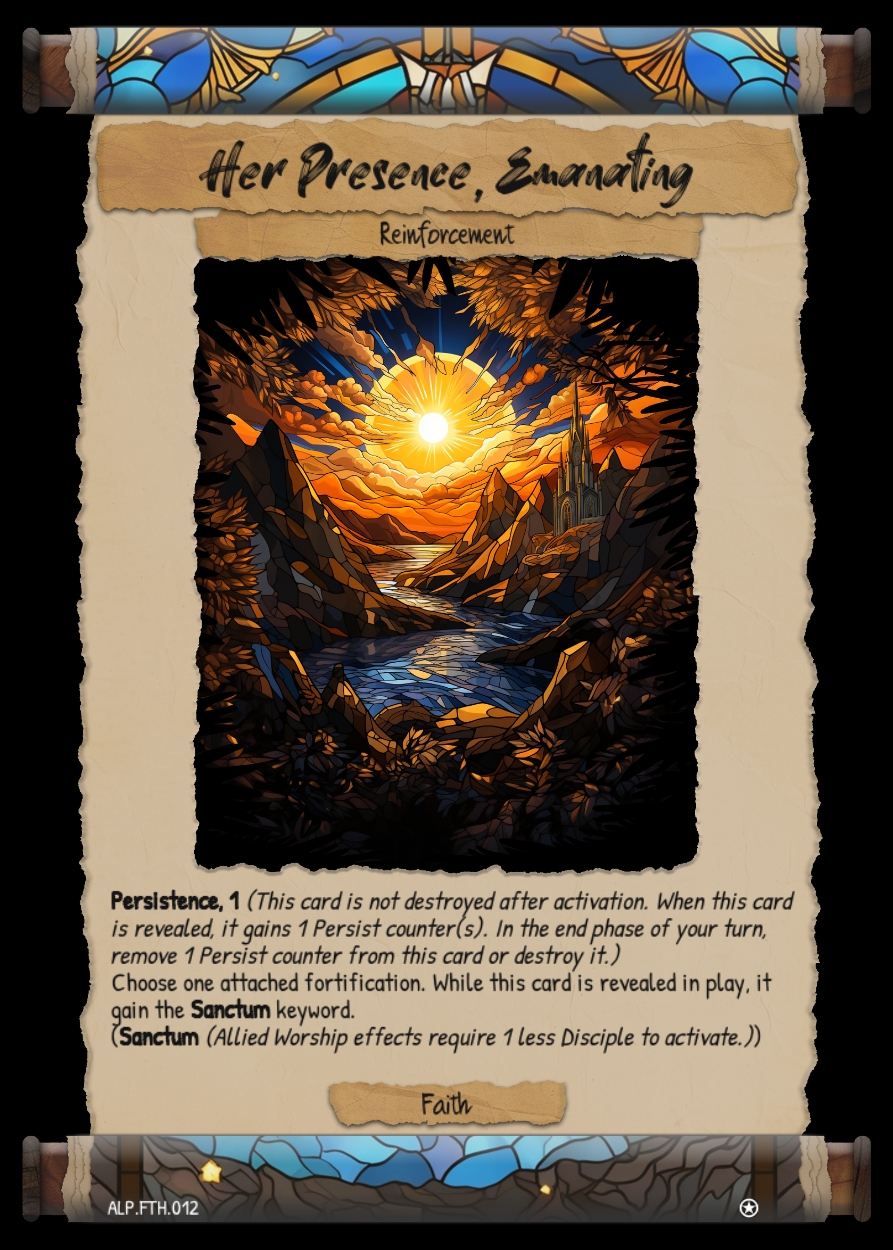 Her Presence, Emanating
Reinforcement
Persistence, 1 (This card is not destroyed after activation. When this card
is revealed, it gains 1 Persist counter(s). In the end phase of your turn,
remove 1 Persist counter from this card or destroy it.)
Choose one attached fortification. While this card is revealed in play, it
gain the Sanctum keyword.
(Sanctum (Allied Worship effects require 1 less Disciple to activate.))
Faith
ALP.FTH.012